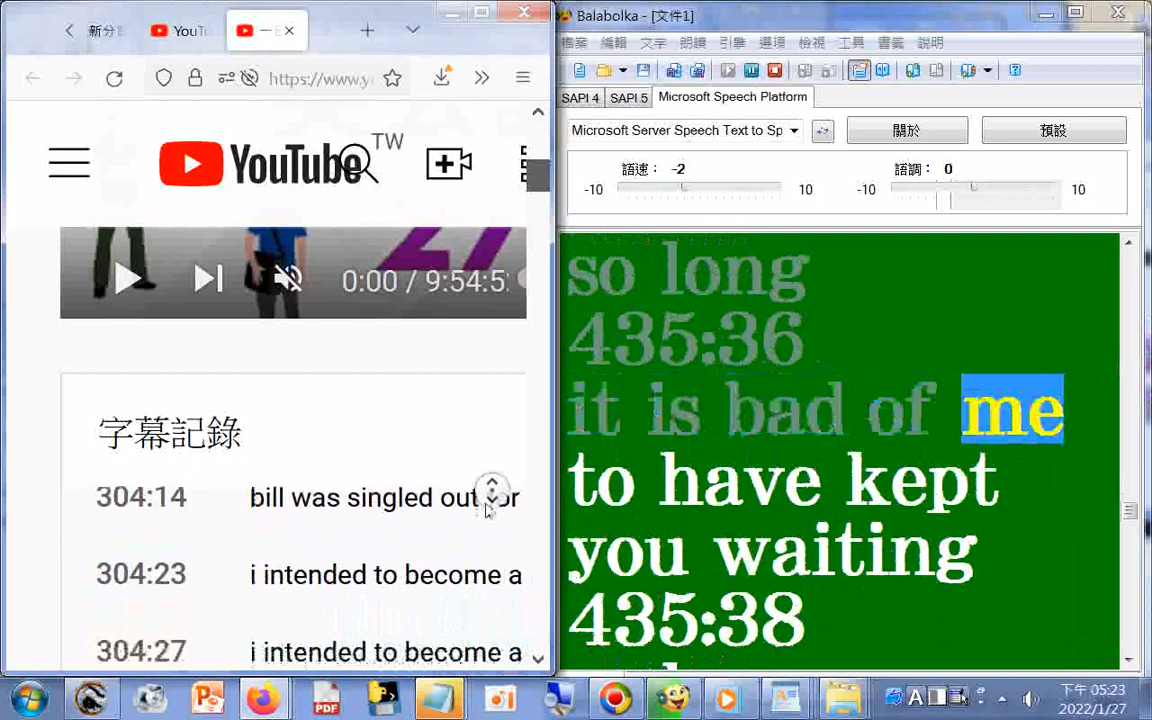 新分
YouTu
一 E
https://www.y
YouTube
TW
27
0:00 / 9:54:5
字幕記錄
304:14
bill was singled out for
304:23
i intended to become a
304:27
i intended to become a
Balabolka - [文件1]
檔案 編輯 文字 朗讀 引擎 選項 檢視 工具 書籤 說明
SAPI 4
SAPI 5
Microsoft Speech Platform
Microsoft Server Speech Text to Sp
關於
預設
語速: -2
-10
10
語調: 0
-10
10
so long
435:36
it is bad of me
to have kept
you waiting
435:38
PDF
A
下午 05:23
2022/1/27